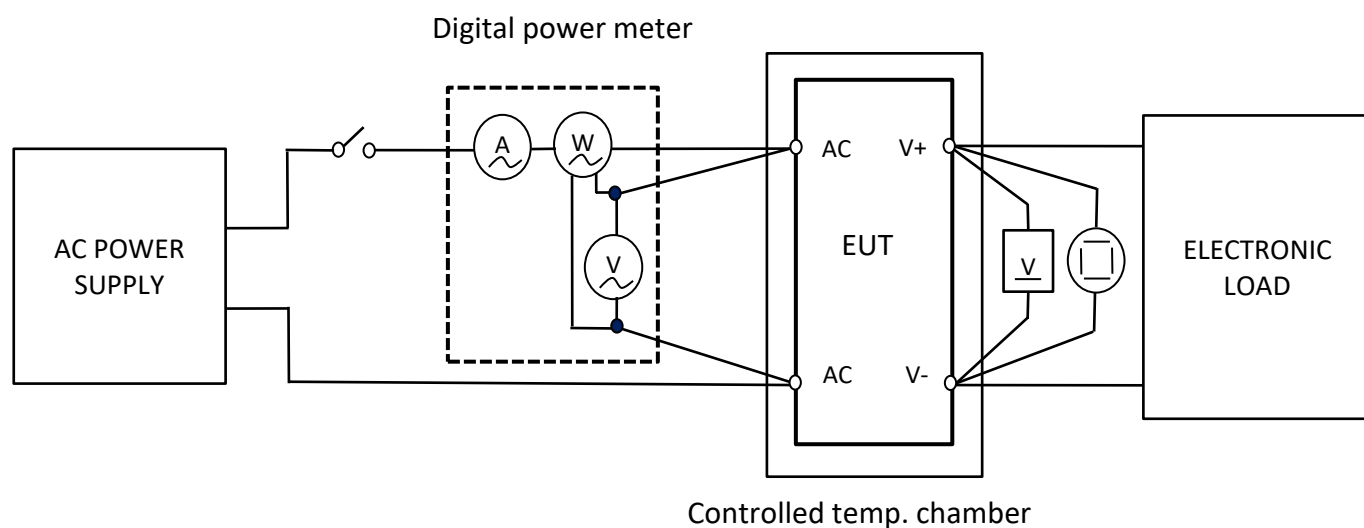 Digital power meter
A
W
AC
V+
AC POWER
SUPPLY
V
EUT
V
ELECTRONIC
LOAD
AC
V-
Controlled temp. chamber